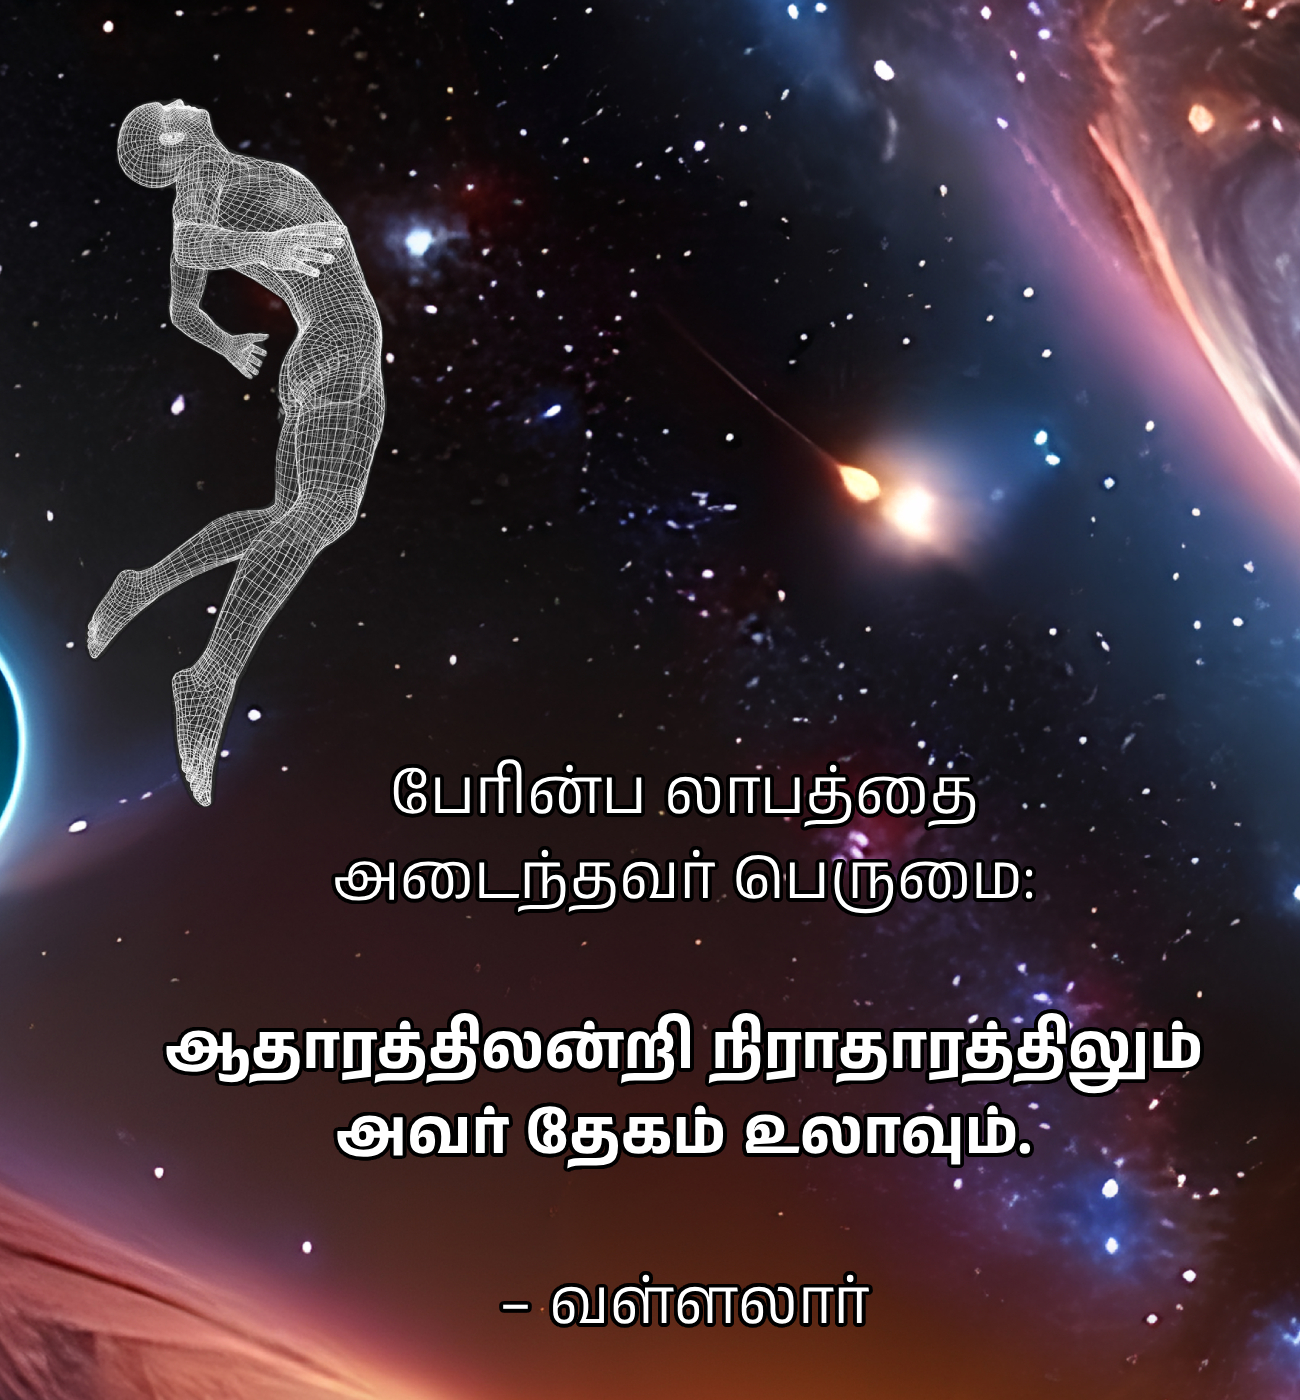 பேரின்ப லாபத்தை
அடைந்தவர் பெருமை:
ஆதாரத்திலன்றி நிராதாரத்திலும்
அவர் தேகம் உலாவும்.
– வள்ளலார்